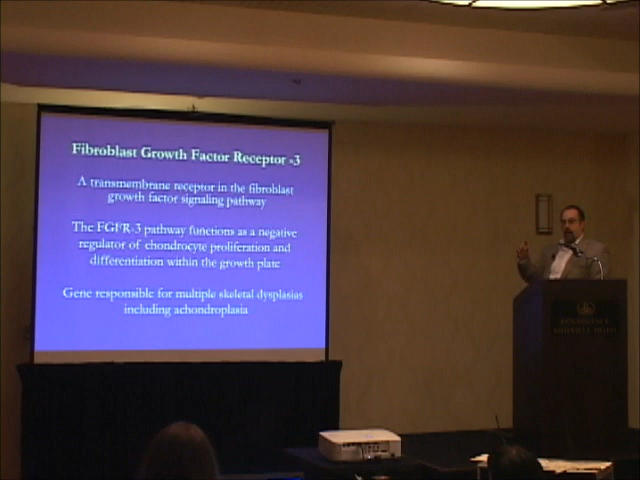 Fibroblast Growth Factor Receptor -3
A transmembrane receptor in the fibroblast
growth factor signaling pathway
The FGFR-3 pathway functions as a negative
regulator of chondrocyte proliferation and
differentiation within the growth plate
Gene responsible for multiple skeletal dysplasias
including achondroplasia
RENAISSANCE